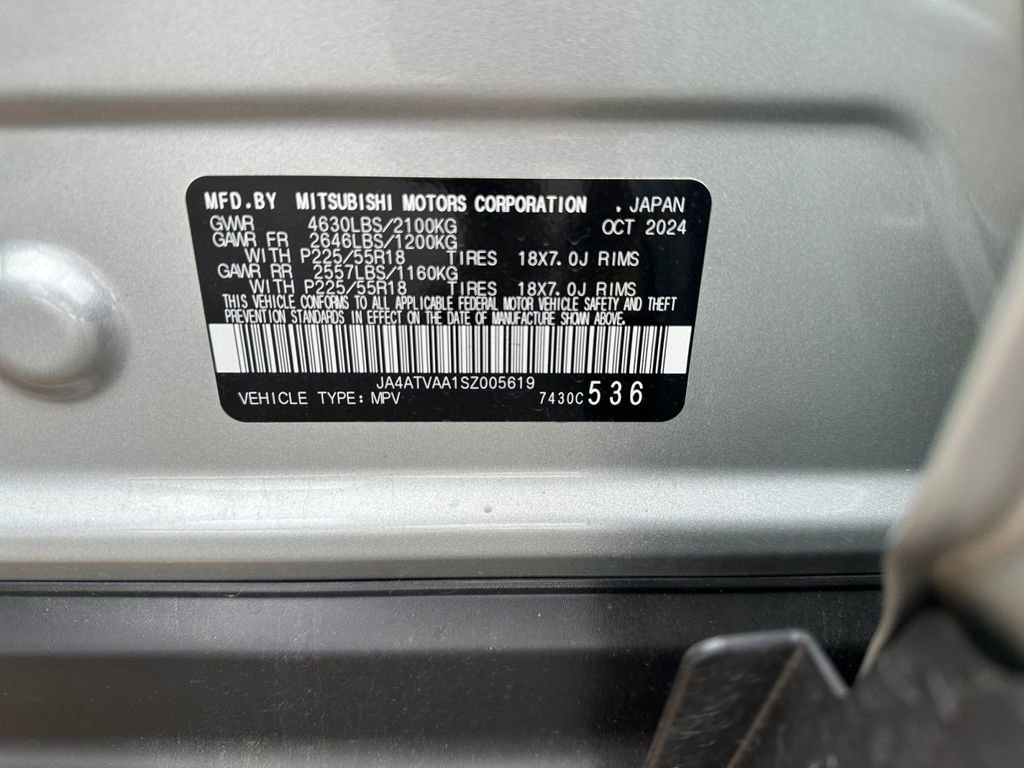 MFD.BY MITSUBISHI MOTORS CORPORATION . JAPAN
GVWR 4630LBS/2100KG OCT 2024
GAWR FR 2646LBS/1200KG
WITH P225/55R18 TIRES 18X7.0J RIMS
GAWR RR 2557LBS/1160KG
WITH P225/55R18 TIRES 18X7.0J RIMS
THIS VEHICLE CONFORMS TO ALL APPLICABLE FEDERAL MOTOR VEHICLE SAFETY AND THEFT
PREVENTION STANDARDS IN EFFECT ON THE DATE OF MANUFACTURE SHOWN ABOVE.
JA4ATVAA1SZ005619
VEHICLE TYPE: MPV 7430C 536